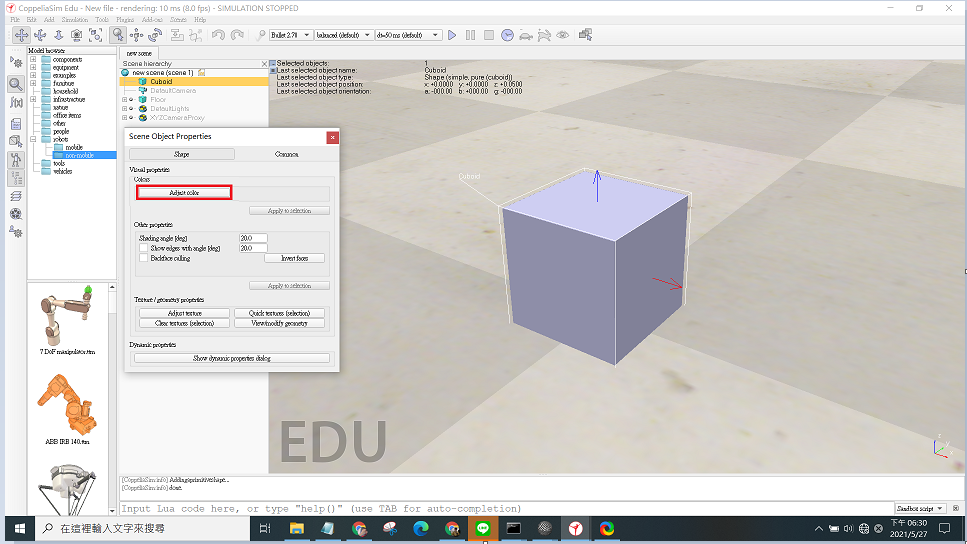 CoppeliaSim Edu - New file - rendering: 10 ms (8.0 fps) - SIMULATION STOPPED
File Edit Add Simulation Tools Plugins Add-ons Scenes Help
Bullet 2.78 balanced (default) dt=50 ms (default)
Model browser
components
equipment
examples
furniture
household
infrastructure
nature
office items
other
people
robots
mobile
non-mobile
tools
vehicles
7 DoF manipulator.ttm
ABB IRB 140.ttm
new scene
Scene hierarchy
new scene (scene 1)
Cuboid
DefaultCamera
Floor
DefaultLights
XYZCameraProxy
Selected objects: 1
Last selected object name: Cuboid
Last selected object type: Shape (simple, pure (cuboid))
Last selected object position: x: +0.0000 y: +0.0000 z: +0.0500
Last selected object orientation: a: -000.00 b: +000.00 g: -000.00
Scene Object Properties
Shape Common
Visual properties
Colors
Adjust color
Apply to selection
Other properties
Shading angle [deg] 20.0
Show edges with angle [deg] 20.0
Backface culling Invert faces
Apply to selection
Texture / geometry properties
Adjust texture Quick textures (selection)
Clear textures (selection) View/modify geometry
Dynamic properties
Show dynamic properties dialog
Cuboid
EDU
z
y
x
[CoppeliaSim:info] Adding a primitive shape...
[CoppeliaSim:info] done.
Input Lua code here, or type "help()" (use TAB for auto-completion)
Sandbox script
在這裡輸入文字來搜尋
LINE
下午 06:30
2021/5/27